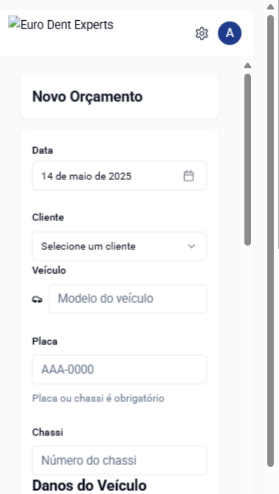 Euro Dent Experts
A
Novo Orçamento
Data
14 de maio de 2025
Cliente
Selecione um cliente
Veículo
Modelo do veículo
Placa
AAA-0000
Placa ou chassi é obrigatório
Chassi
Número do chassi
Danos do Veículo